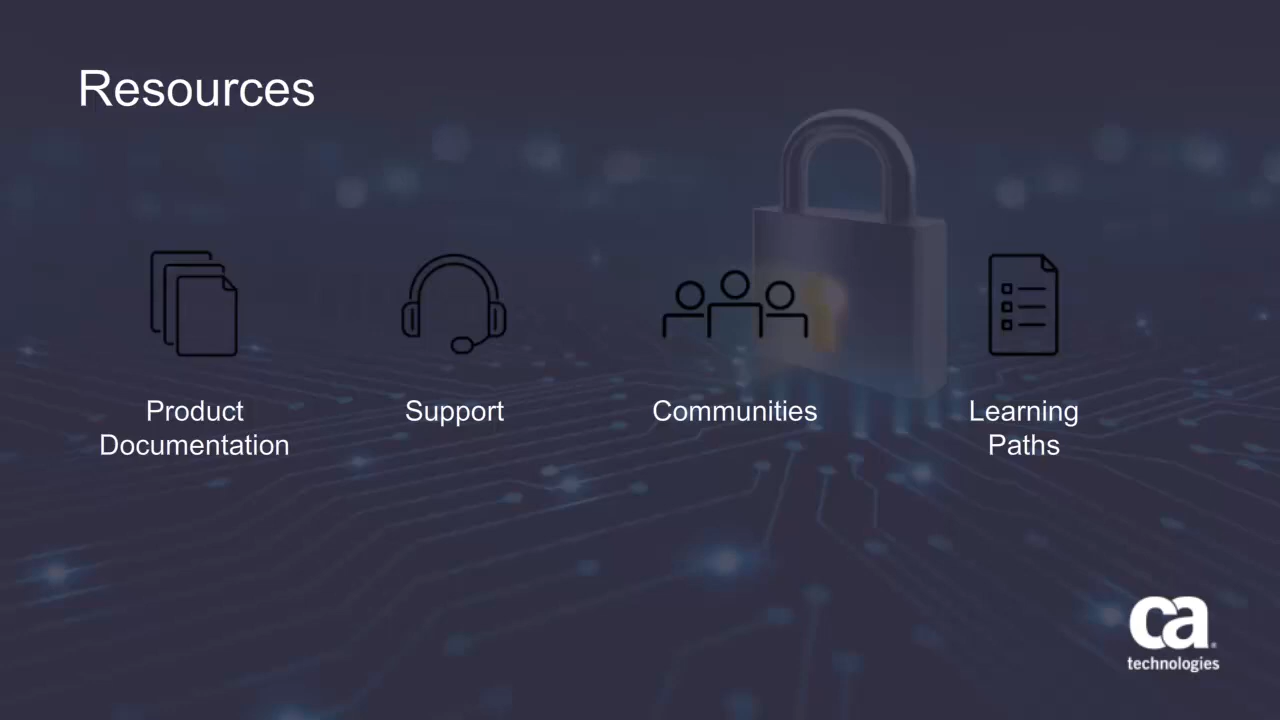 Resources
Product
Documentation
Support
Communities
Learning
Paths
ca
technologies